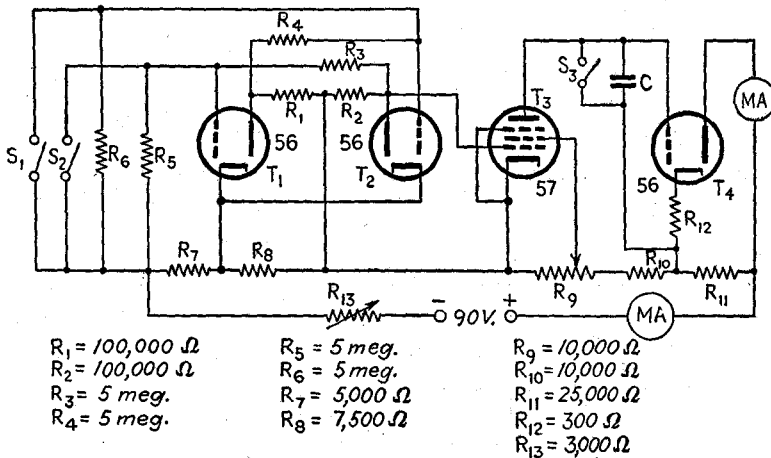 R4
R3
S3
T3
C
MA
R1
R2
S1
S2
R6
R5
56
T1
56
T2
57
56
T4
R12
R7
R8
R9
R10
R11
R13
− 90V. +
MA
R1 = 100,000 Ω
R2 = 100,000 Ω
R3 = 5 meg.
R4 = 5 meg.
R5 = 5 meg.
R6 = 5 meg.
R7 = 5,000 Ω
R8 = 7,500 Ω
R9 = 10,000 Ω
R10 = 10,000 Ω
R11 = 25,000 Ω
R12 = 300 Ω
R13 = 3,000 Ω